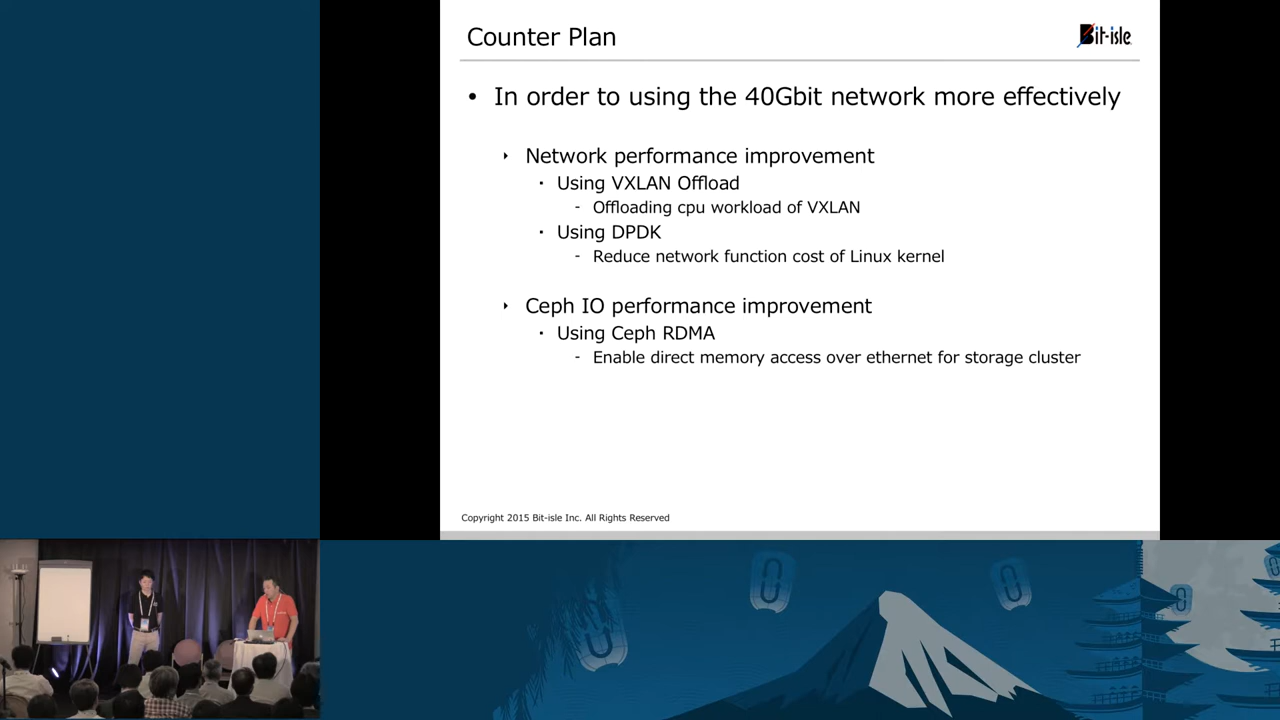 Counter Plan
Bit-isle
• In order to using the 40Gbit network more effectively
‣ Network performance improvement
・ Using VXLAN Offload
- Offloading cpu workload of VXLAN
・ Using DPDK
- Reduce network function cost of Linux kernel
‣ Ceph IO performance improvement
・ Using Ceph RDMA
- Enable direct memory access over ethernet for storage cluster
Copyright 2015 Bit-isle Inc. All Rights Reserved